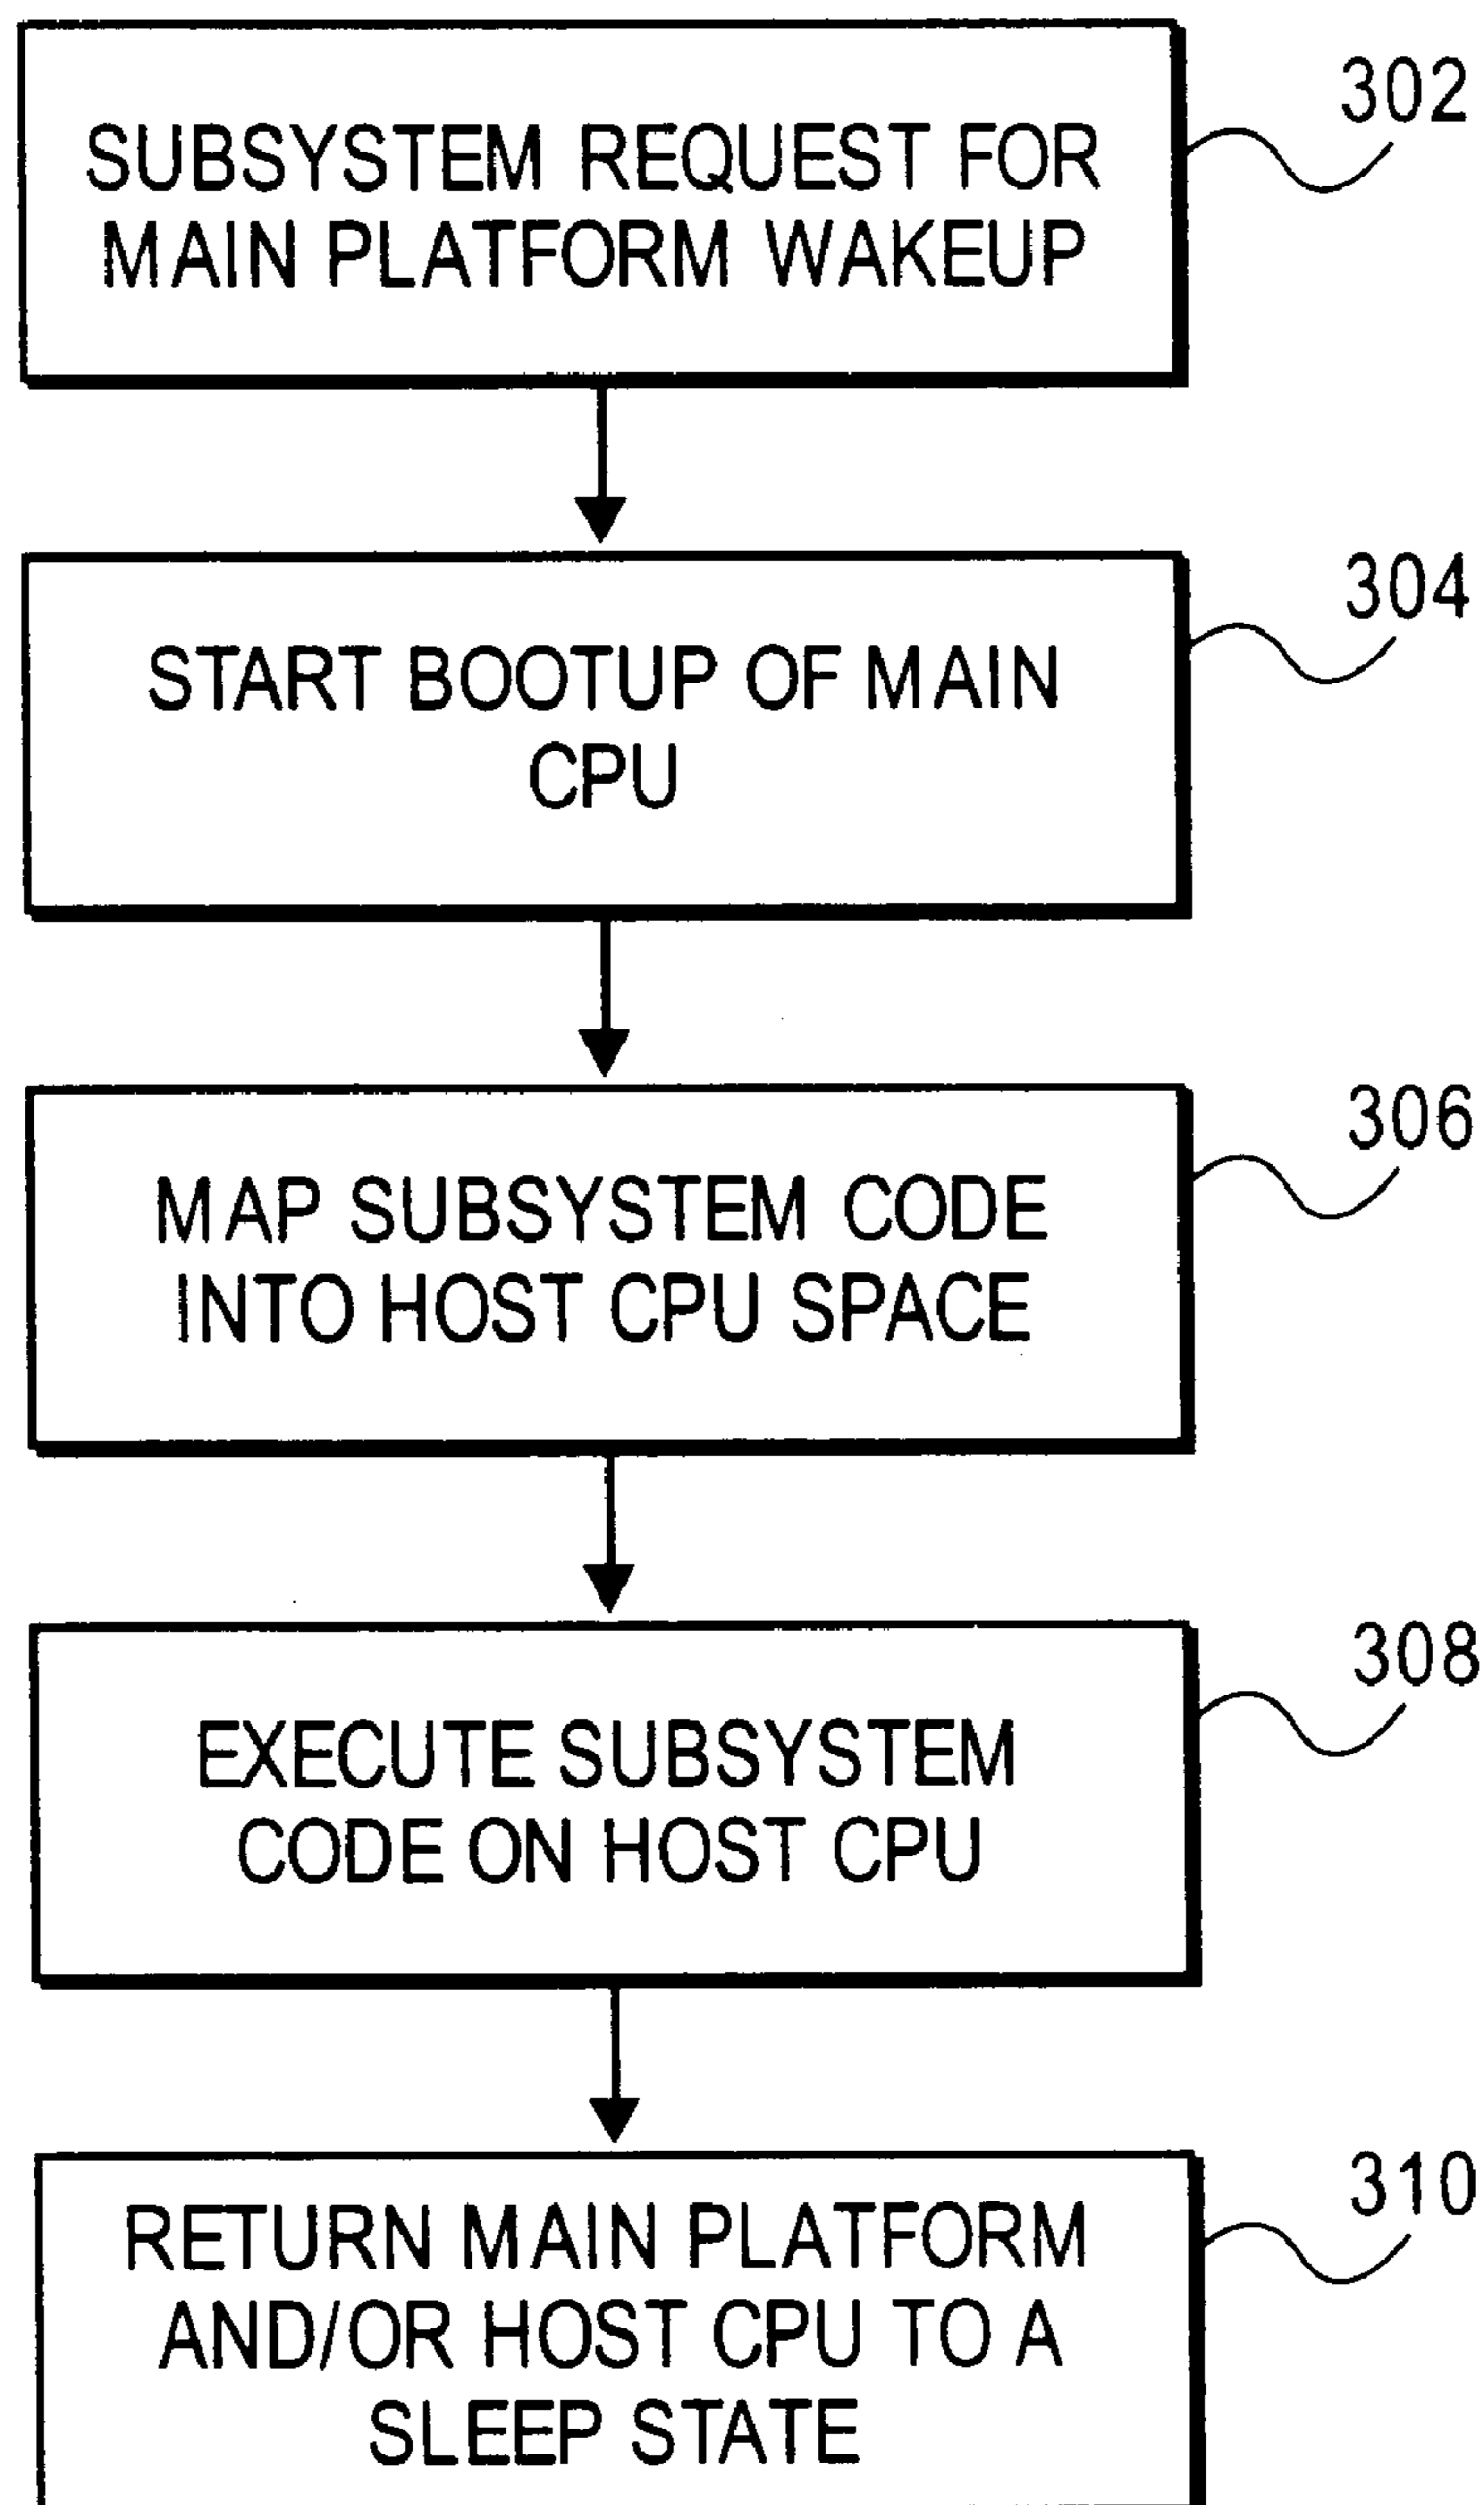 302
SUBSYSTEM REQUEST FOR
MAIN PLATFORM WAKEUP
304
START BOOTUP OF MAIN
CPU
306
MAP SUBSYSTEM CODE
INTO HOST CPU SPACE
308
EXECUTE SUBSYSTEM
CODE ON HOST CPU
310
RETURN MAIN PLATFORM
AND/OR HOST CPU TO A
SLEEP STATE